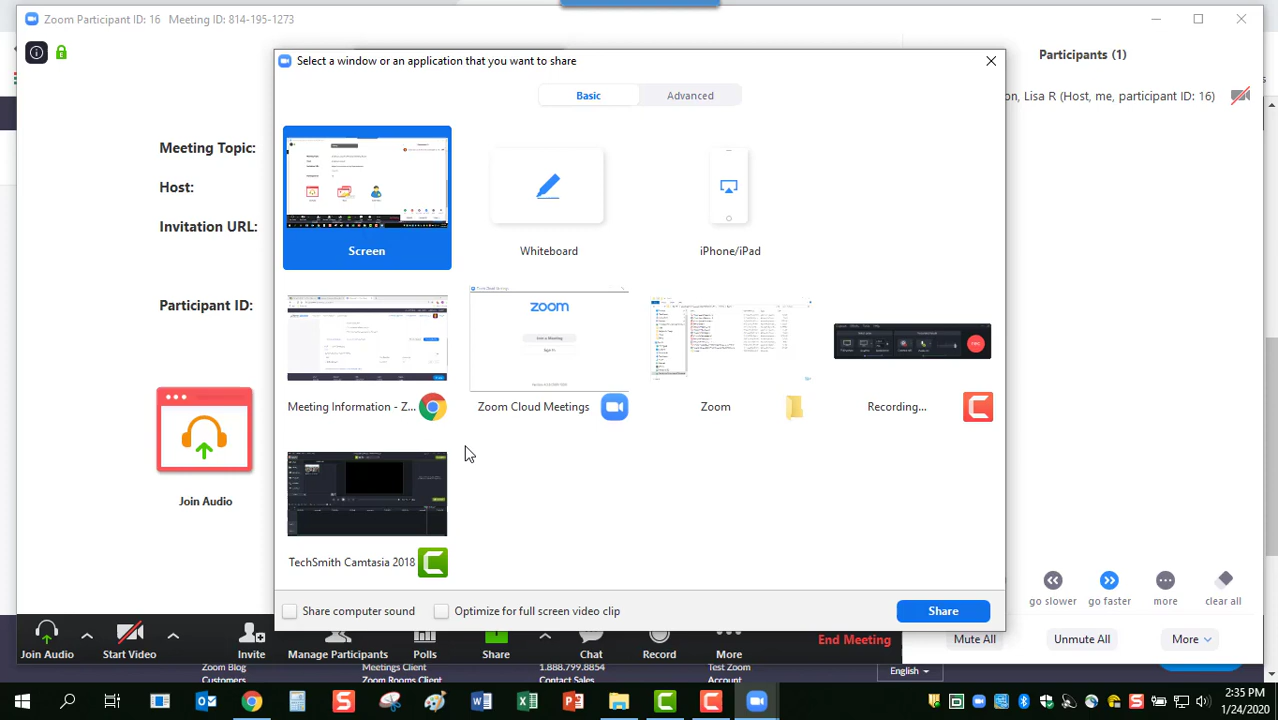 Zoom Participant ID: 16 Meeting ID: 814-195-1273
Select a window or an application that you want to share
Basic
Advanced
Participants (1)
on, Lisa R (Host, me, participant ID: 16)
Meeting Topic:
Host:
Invitation URL:
Participant ID:
Join Audio
Screen
Whiteboard
iPhone/iPad
zoom
Meeting Information - Z...
Zoom Cloud Meetings
Zoom
Recording...
TechSmith Camtasia 2018
Share computer sound
Optimize for full screen video clip
Share
go slower
go faster
more
clear all
Mute All
Unmute All
More
Join Audio
Start Video
Invite
Manage Participants
Polls
Share
Chat
Record
More
End Meeting
Zoom Blog
Customers
Meetings Client
Zoom Rooms Client
1.888.799.8854
Contact Sales
Test Zoom
Account
English
2:35 PM
1/24/2020